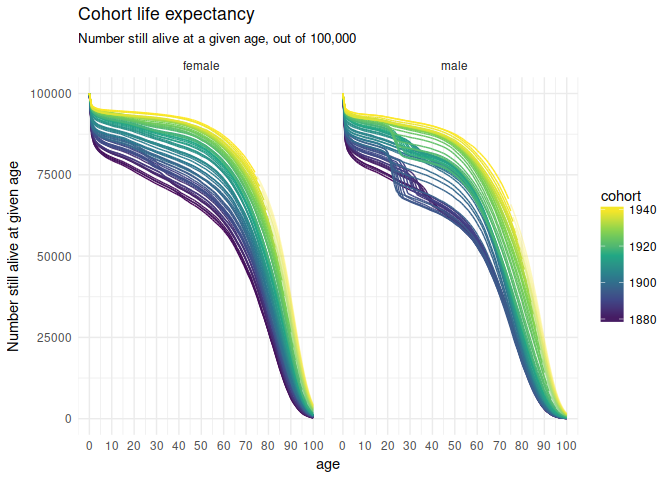 Cohort life expectancy
Number still alive at a given age, out of 100,000
female
male
Number still alive at given age
100000
75000
50000
25000
0
0 10 20 30 40 50 60 70 80 90 100
0 10 20 30 40 50 60 70 80 90 100
age
cohort
1940
1920
1900
1880